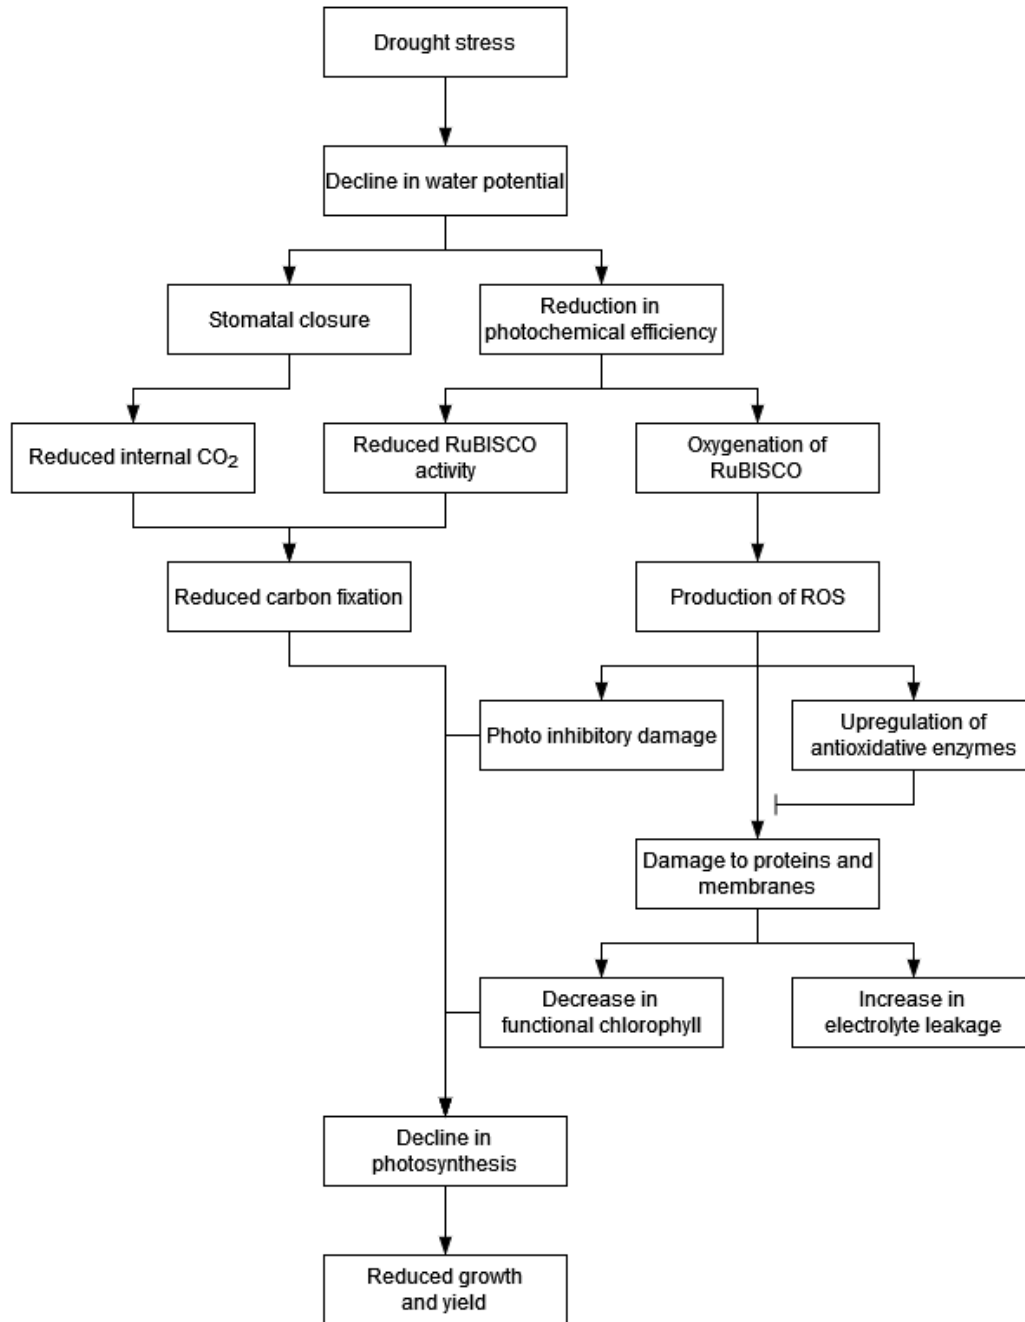 Drought stress
Decline in water potential
Stomatal closure
Reduction in
photochemical efficiency
Reduced internal CO₂
Reduced RuBISCO
activity
Oxygenation of
RuBISCO
Reduced carbon fixation
Production of ROS
Photo inhibitory damage
Upregulation of
antioxidative enzymes
Damage to proteins and
membranes
Decrease in
functional chlorophyll
Increase in
electrolyte leakage
Decline in
photosynthesis
Reduced growth
and yield